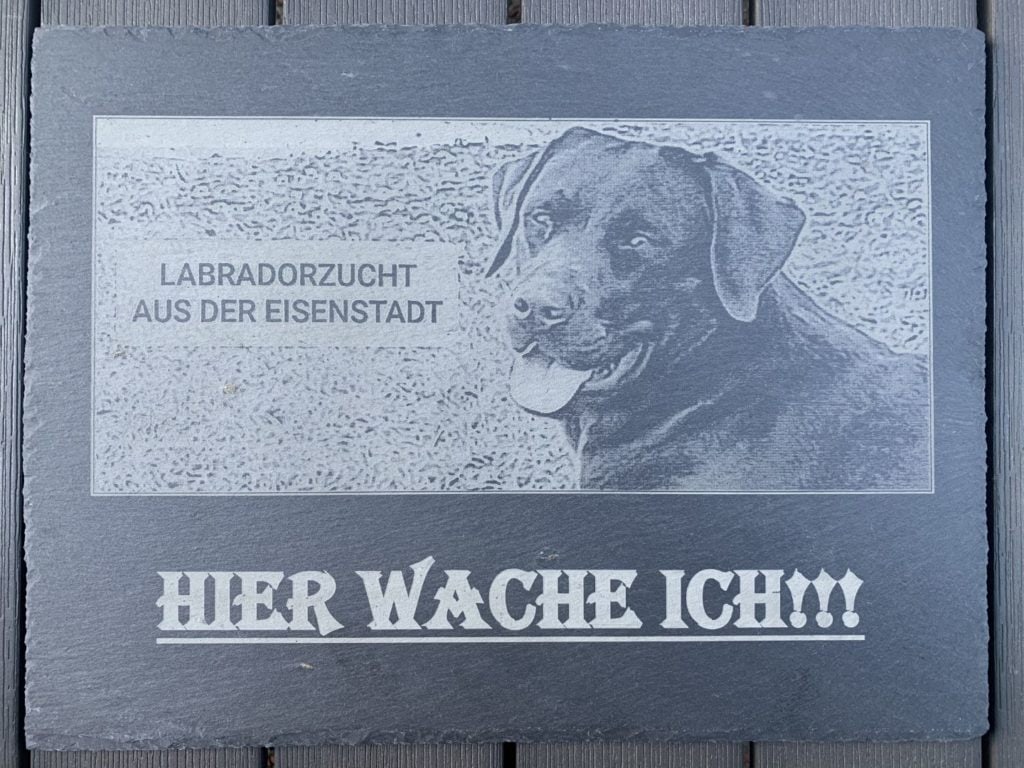 LABRADORZUCHT
AUS DER EISENSTADT
HIER WACHE ICH!!!